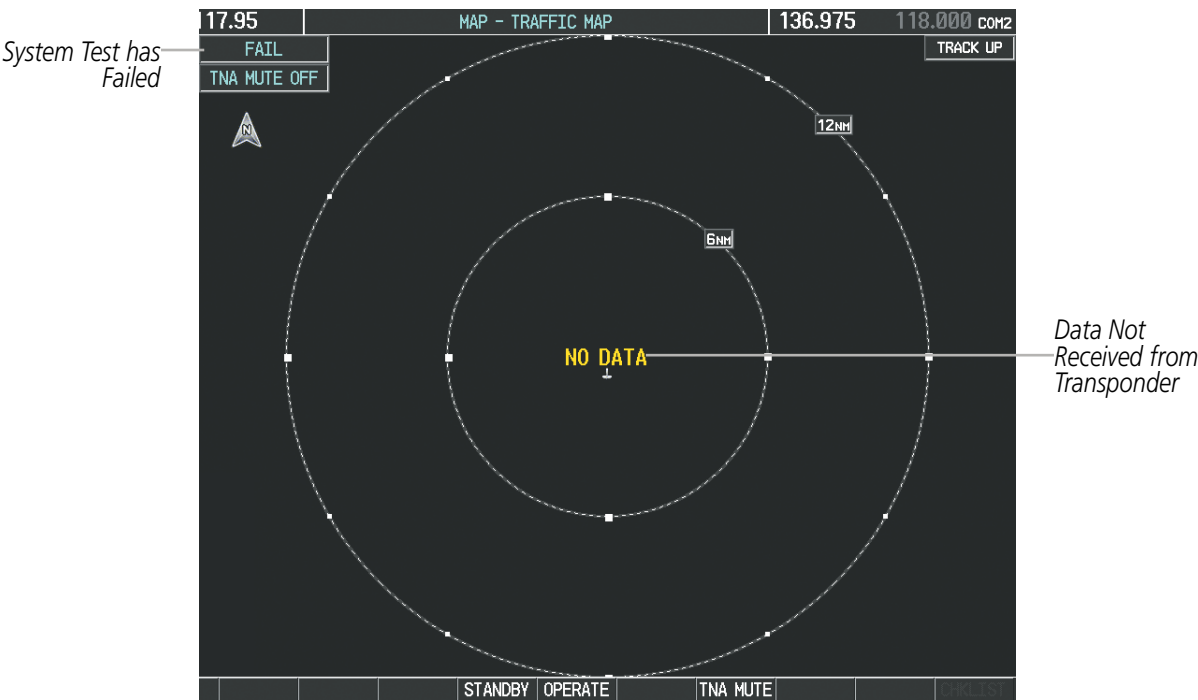 117.95 MAP - TRAFFIC MAP 136.975 118.000 COM2
System Test has
Failed
FAIL
TRACK UP
TNA MUTE OFF
N
12NM
6NM
NO DATA
Data Not
Received from
Transponder
STANDBY OPERATE TNA MUTE CHKLIST